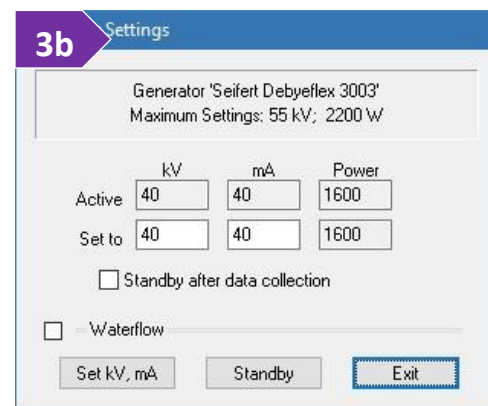 3b
Settings
Generator 'Seifert Debyeflex 3003'
Maximum Settings: 55 kV; 2200 W
kV mA Power
Active 40 40 1600
Set to 40 40 1600
Standby after data collection
Waterflow
Set kV, mA Standby Exit